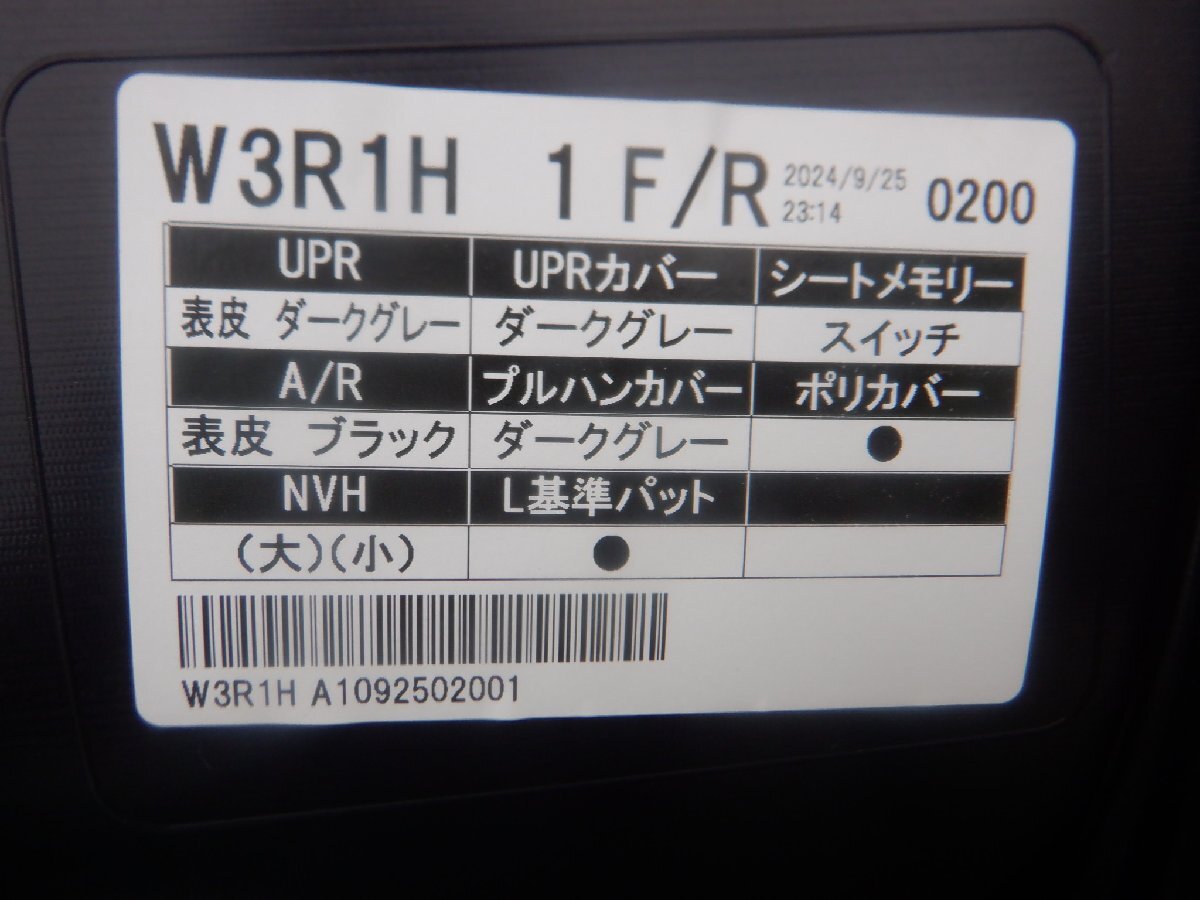 W3R1H 1 F/R 2024/9/25 23:14 0200
UPR UPRカバー シートメモリー
表皮 ダークグレー ダークグレー スイッチ
A/R プルハンカバー ポリカバー
表皮 ブラック ダークグレー ●
NVH L基準パット
(大)(小) ●
W3R1H A1092502001